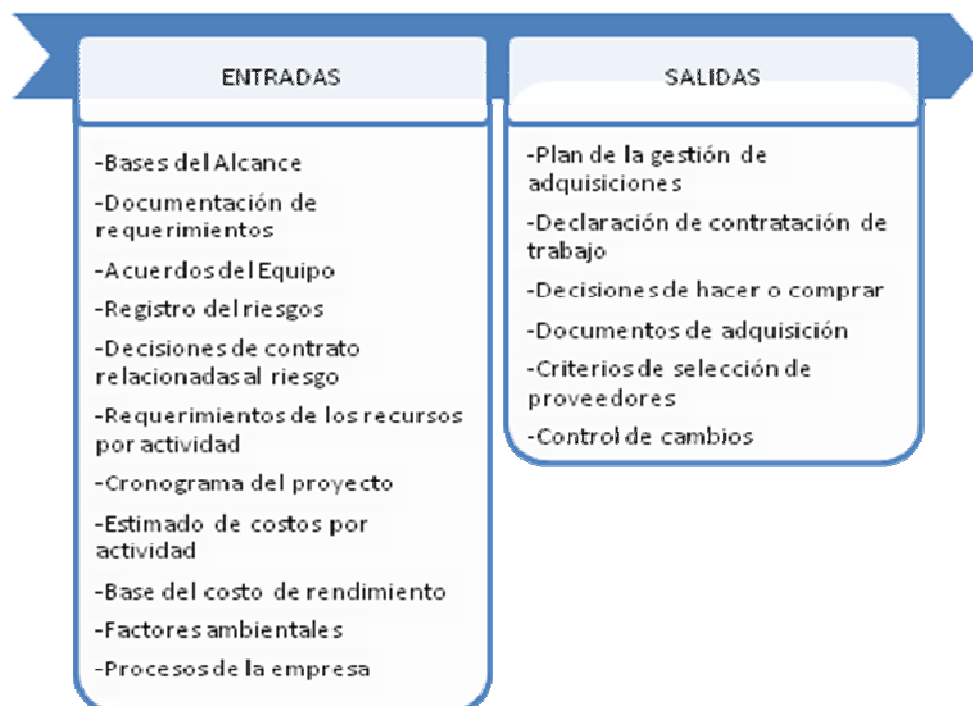 ENTRADAS
-Bases del Alcance
-Documentación de
requerimientos
-Acuerdos del Equipo
-Registro del riesgos
-Decisiones de contrato
relacionadas al riesgo
-Requerimientos de los recursos
por actividad
-Cronograma del proyecto
-Estimado de costos por
actividad
-Base del costo de rendimiento
-Factores ambientales
-Procesos de la empresa
SALIDAS
-Plan de la gestión de
adquisiciones
-Declaración de contratación de
trabajo
-Decisiones de hacer o comprar
-Documentos de adquisición
-Criterios de selección de
proveedores
-Control de cambios